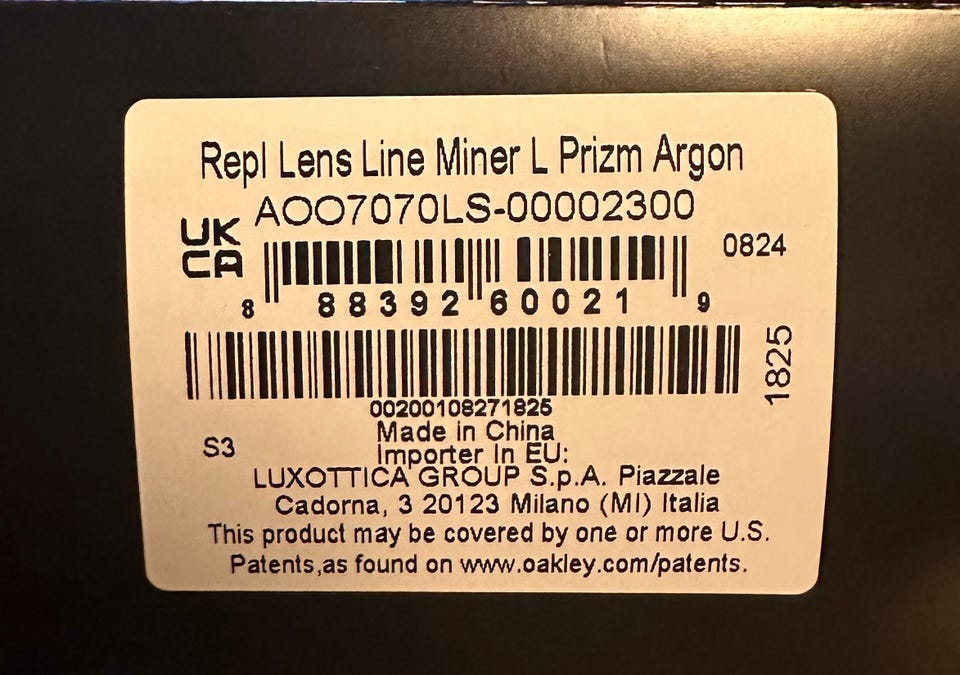 Repl Lens Line Miner L Prizm Argon
AOO7070LS-00002300
UK
CA
0824
8 88392 60021 9
1825
00200108271825
Made in China
S3
Importer In EU:
LUXOTTICA GROUP S.p.A. Piazzale
Cadorna, 3 20123 Milano (MI) Italia
This product may be covered by one or more U.S.
Patents,as found on www.oakley.com/patents.